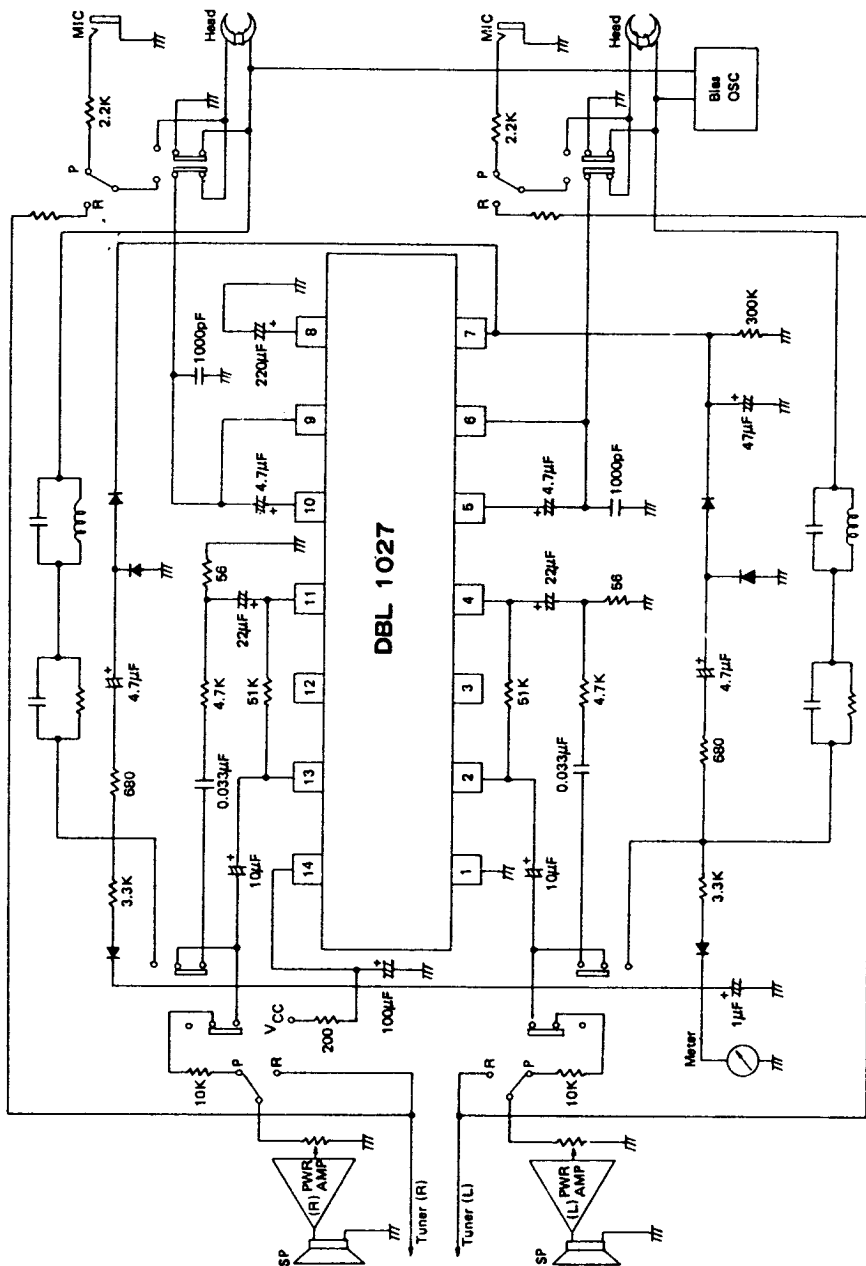 MIC
Head
2.2K
P
R
1000pF
220µF
+
8
9
4.7µF
+
10
56
22µF
+
11
4.7K
51K
12
0.033µF
13
4.7µF
+
680
3.3K
10µF
+
14
DBL 1027
VCC
200
100µF
+
10K
P
R
(R) PWR
AMP
SP
Tuner (R)
MIC
Head
2.2K
P
R
Bias
OSC
7
300K
6
47µF
+
5
4.7µF
+
1000pF
4
22µF
+
56
3
51K
4.7K
2
0.033µF
4.7µF
+
680
3.3K
1
10µF
+
1µF
+
Meter
10K
R
P
(L) PWR
AMP
SP
Tuner (L)